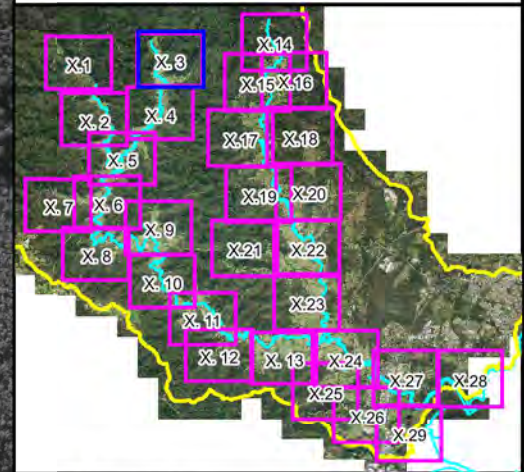 X.1
X. 2
X. 3
X. 4
X. 5
X. 6
X. 7
X. 8
X. 9
X. 10
X. 11
X. 12
X. 13
X.14
X.15
X.16
X.17
X.18
X.19
X.20
X.21
X.22
X.23
X.24
X.25
X.26
X.27
X.28
X.29